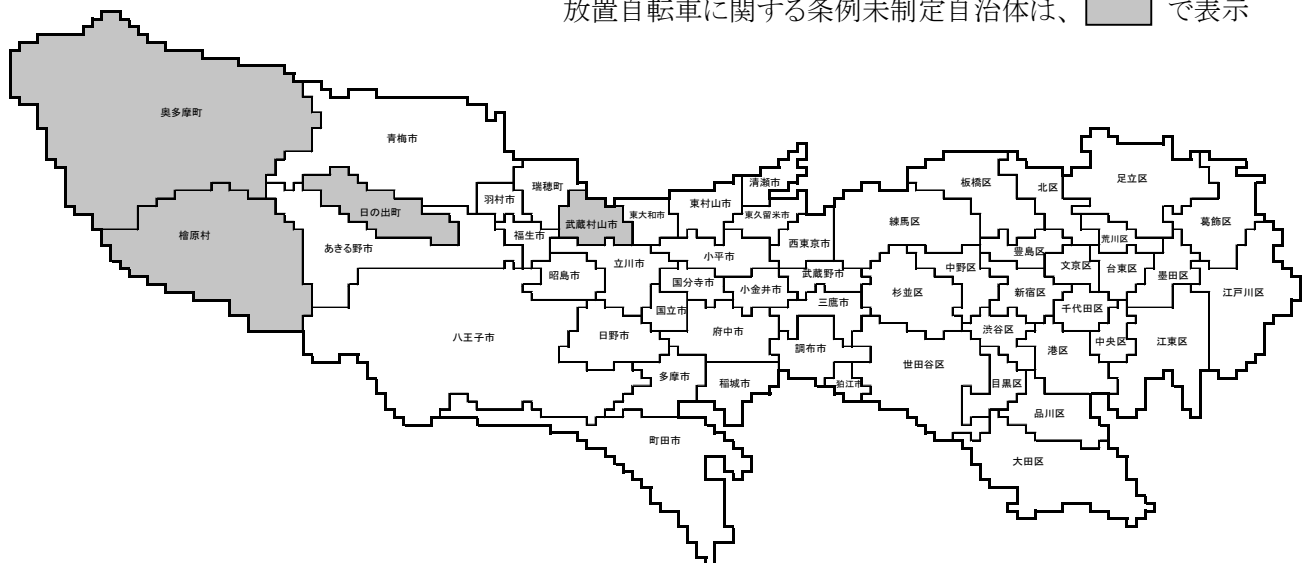 放置自転車に関する条例未制定自治体は、 で表示
奥多摩町
青梅市
瑞穂町
羽村市
日の出町
檜原村
あきる野市
福生市
武蔵村山市
東大和市
東村山市
清瀬市
東久留米市
西東京市
小平市
立川市
昭島市
国分寺市
小金井市
武蔵野市
三鷹市
国立市
府中市
調布市
日野市
八王子市
多摩市
稲城市
狛江市
町田市
板橋区
北区
足立区
葛飾区
練馬区
荒川区
豊島区
文京区
台東区
墨田区
江戸川区
中野区
杉並区
新宿区
千代田区
渋谷区
港区
中央区
江東区
世田谷区
目黒区
品川区
大田区